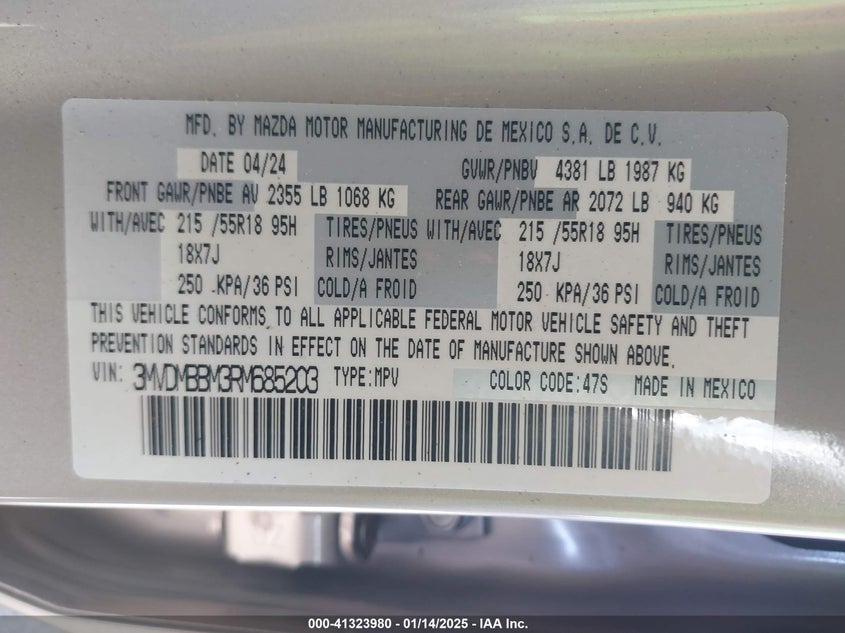 MFD. BY MAZDA MOTOR MANUFACTURING DE MEXICO S.A. DE C.V.
DATE 04/24 GVWR/PNBV 4381 LB 1987 KG
FRONT GAWR/PNBE AV 2355 LB 1068 KG REAR GAWR/PNBE AR 2072 LB 940 KG
WITH/AVEC 215 /55R18 95H TIRES/PNEUS WITH/AVEC 215 /55R18 95H TIRES/PNEUS
18X7J RIMS/JANTES 18X7J RIMS/JANTES
250 KPA/36 PSI COLD/A FROID 250 KPA/36 PSI COLD/A FROID
THIS VEHICLE CONFORMS TO ALL APPLICABLE FEDERAL MOTOR VEHICLE SAFETY AND THEFT
PREVENTION STANDARDS IN EFFECT ON THE DATE OF MANUFACTURE SHOWN ABOVE.
VIN: 3MVDMBBM3RM685203 TYPE:MPV COLOR CODE:47S MADE IN MEXICO
000-41323980 - 01/14/2025 - IAA Inc.